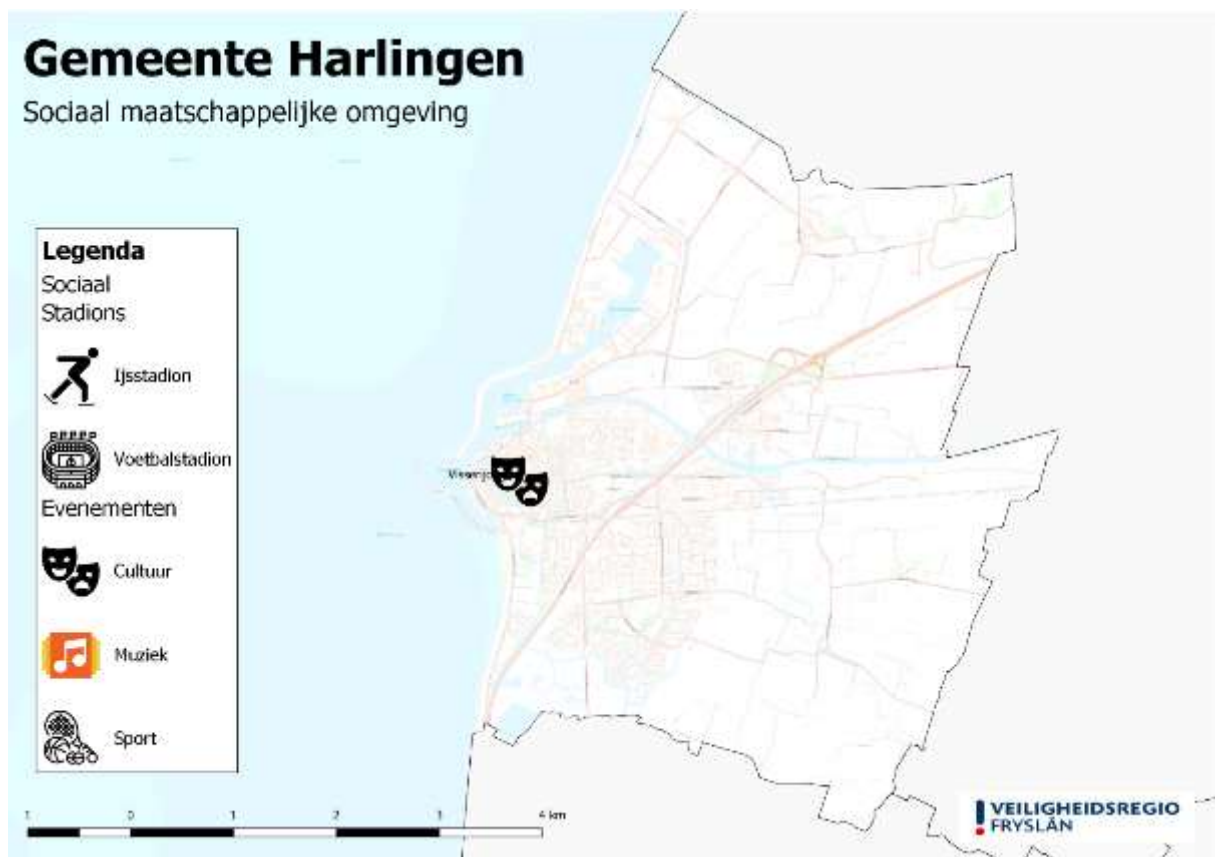 Gemeente Harlingen
Sociaal maatschappelijke omgeving
Legenda
Sociaal
Stadions
Ijsstadion
Voetbalstadion
Evenementen
Cultuur
Muziek
Sport
1 0 1 2 3 4 km
VEILIGHEIDSREGIO
FRYSLÂN